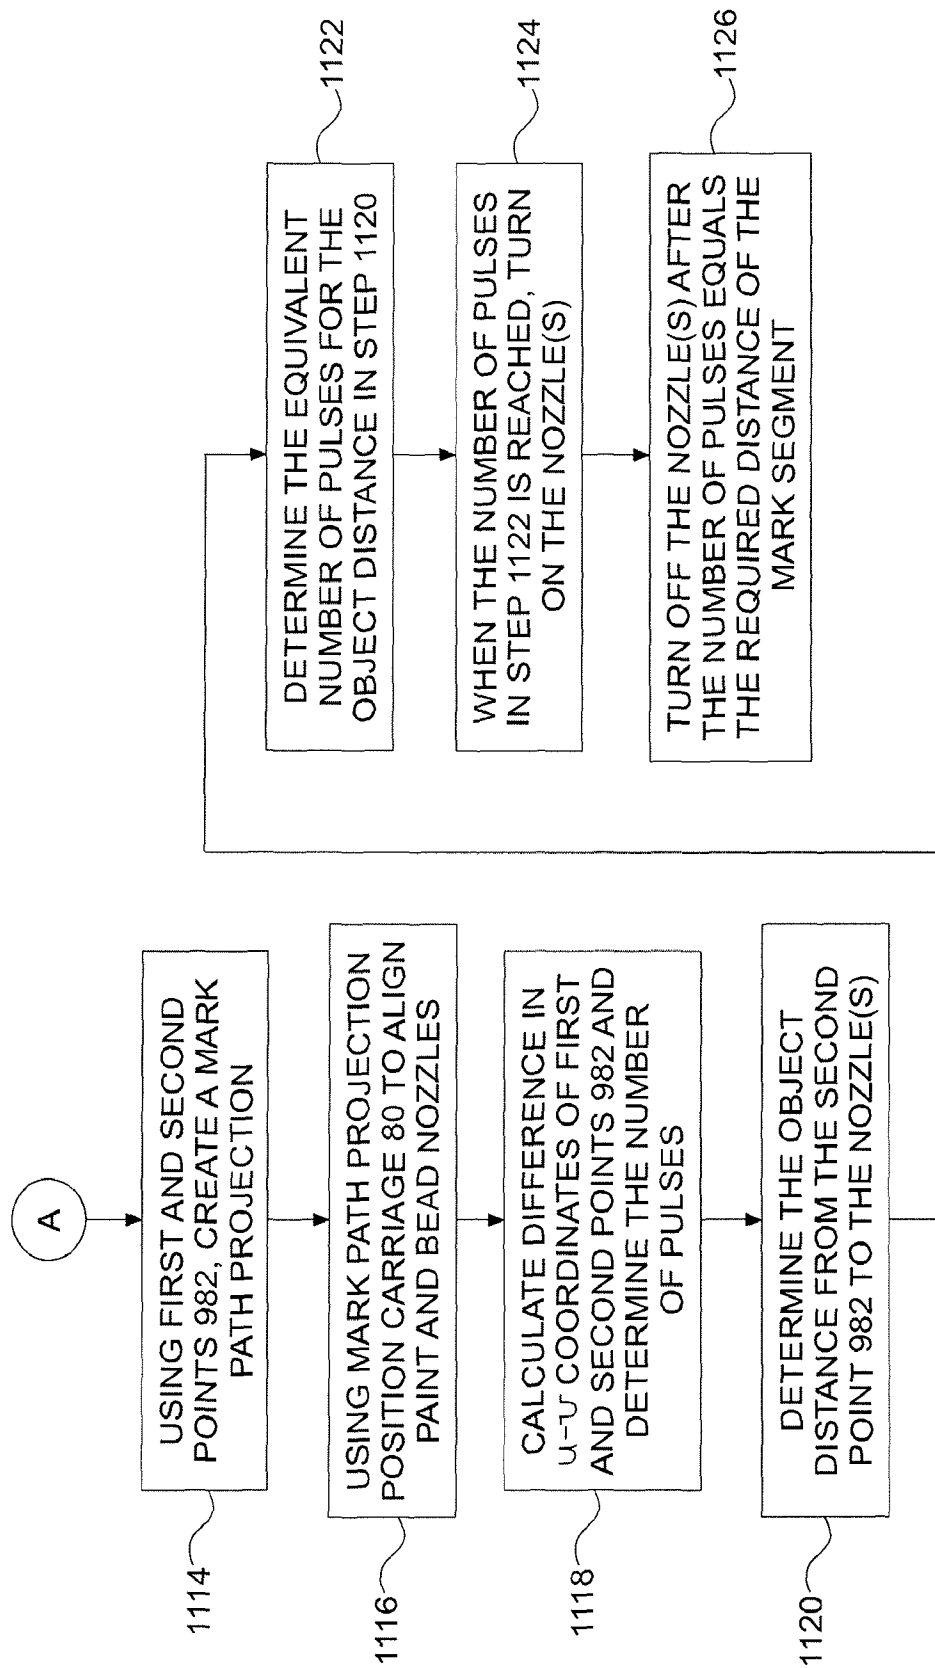 A
USING FIRST AND SECOND
POINTS 982, CREATE A MARK
PATH PROJECTION
1114
USING MARK PATH PROJECTION
POSITION CARRIAGE 80 TO ALIGN
PAINT AND BEAD NOZZLES
1116
CALCULATE DIFFERENCE IN
u-v COORDINATES OF FIRST
AND SECOND POINTS 982 AND
DETERMINE THE NUMBER
OF PULSES
1118
DETERMINE THE OBJECT
DISTANCE FROM THE SECOND
POINT 982 TO THE NOZZLE(S)
1120
DETERMINE THE EQUIVALENT
NUMBER OF PULSES FOR THE
OBJECT DISTANCE IN STEP 1120
1122
WHEN THE NUMBER OF PULSES
IN STEP 1122 IS REACHED, TURN
ON THE NOZZLE(S)
1124
TURN OFF THE NOZZLE(S) AFTER
THE NUMBER OF PULSES EQUALS
THE REQUIRED DISTANCE OF THE
MARK SEGMENT
1126